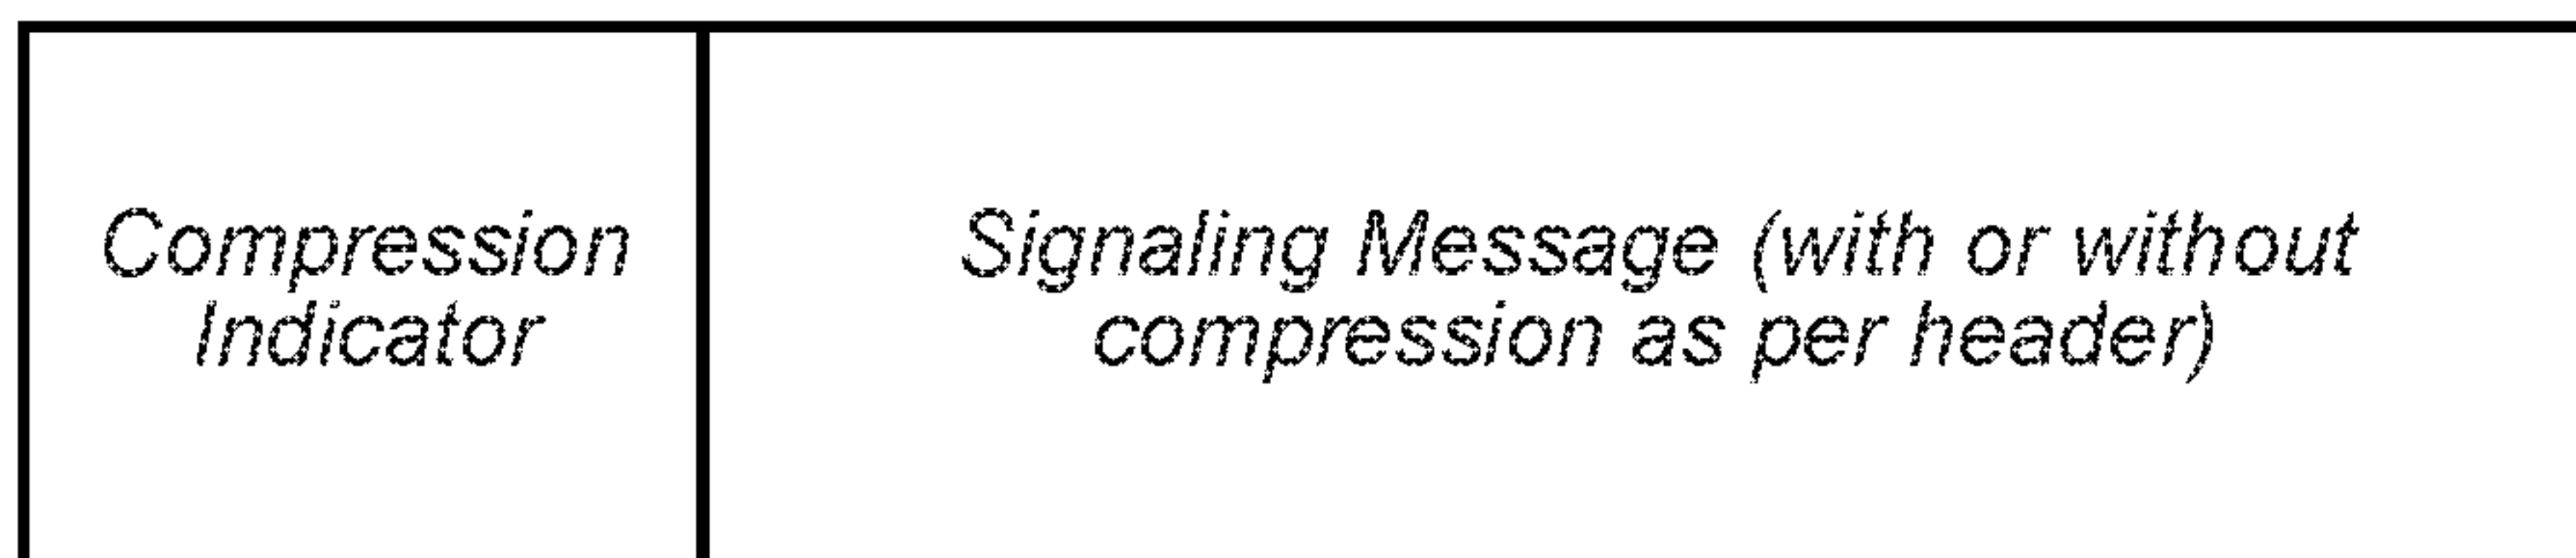 Compression
Indicator
Signaling Message (with or without
compression as per header)